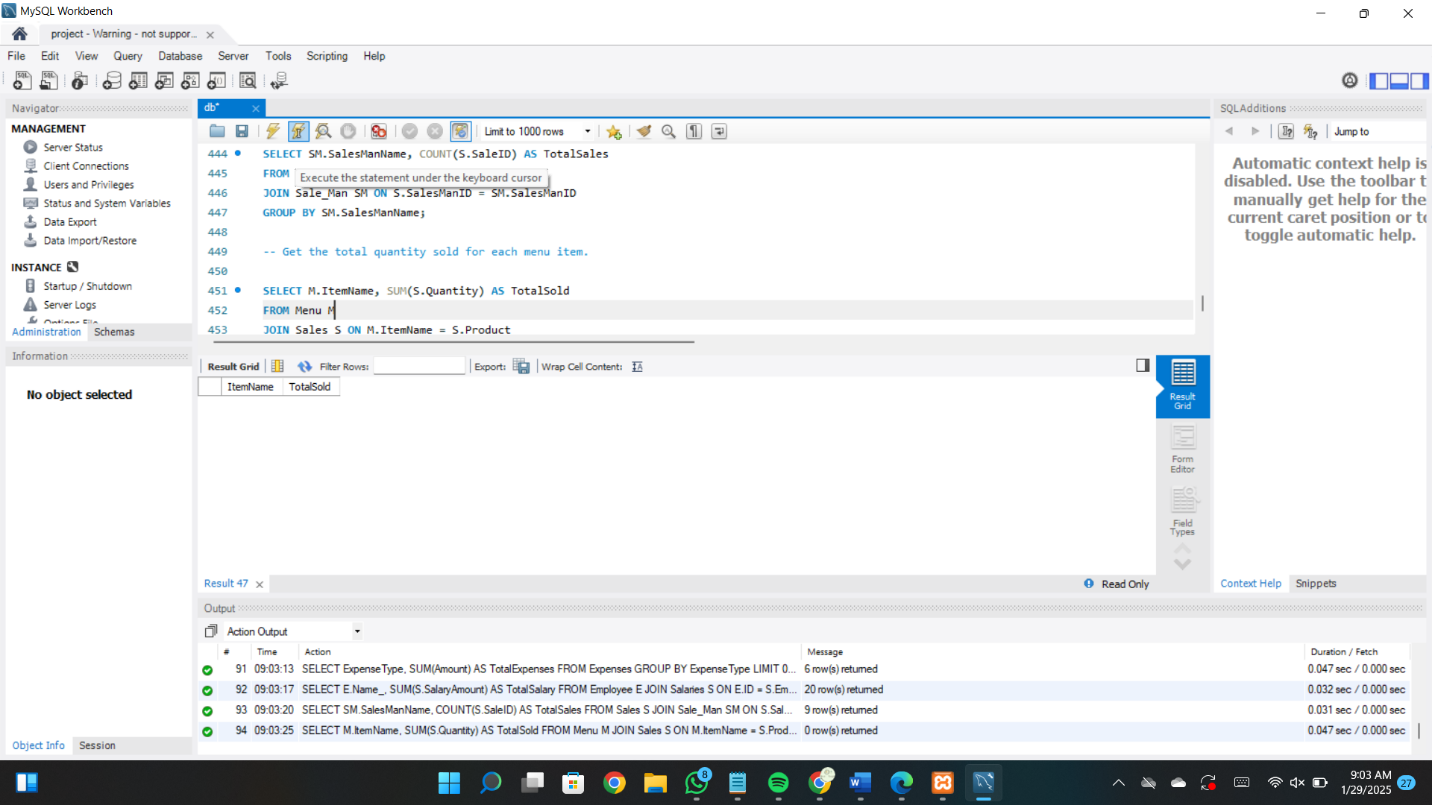 MySQL Workbench
project - Warning - not suppor...
File Edit View Query Database Server Tools Scripting Help
Navigator
MANAGEMENT
Server Status
Client Connections
Users and Privileges
Status and System Variables
Data Export
Data Import/Restore
INSTANCE
Startup / Shutdown
Server Logs
Administration Schemas
Information
No object selected
Object Info Session
db*
Limit to 1000 rows
444 SELECT SM.SalesManName, COUNT(S.SaleID) AS TotalSales
445 FROM
Execute the statement under the keyboard cursor
446 JOIN Sale_Man SM ON S.SalesManID = SM.SalesManID
447 GROUP BY SM.SalesManName;
448
449 -- Get the total quantity sold for each menu item.
450
451 SELECT M.ItemName, SUM(S.Quantity) AS TotalSold
452 FROM Menu M
453 JOIN Sales S ON M.ItemName = S.Product
Result Grid Filter Rows: Export: Wrap Cell Content:
ItemName TotalSold
Result Grid
Form Editor
Field Types
Result 47 Read Only
SQLAdditions
Jump to
Automatic context help is
disabled. Use the toolbar t
manually get help for the
current caret position or to
toggle automatic help.
Context Help Snippets
Output
Action Output
# Time Action Message Duration / Fetch
91 09:03:13 SELECT ExpenseType, SUM(Amount) AS TotalExpenses FROM Expenses GROUP BY ExpenseType LIMIT 0... 6 row(s) returned 0.047 sec / 0.000 sec
92 09:03:17 SELECT E.Name_, SUM(S.SalaryAmount) AS TotalSalary FROM Employee E JOIN Salaries S ON E.ID = S.Em... 20 row(s) returned 0.032 sec / 0.000 sec
93 09:03:20 SELECT SM.SalesManName, COUNT(S.SaleID) AS TotalSales FROM Sales S JOIN Sale_Man SM ON S.Sal... 9 row(s) returned 0.031 sec / 0.000 sec
94 09:03:25 SELECT M.ItemName, SUM(S.Quantity) AS TotalSold FROM Menu M JOIN Sales S ON M.ItemName = S.Prod... 0 row(s) returned 0.047 sec / 0.000 sec
8
W
9:03 AM
1/29/2025
27